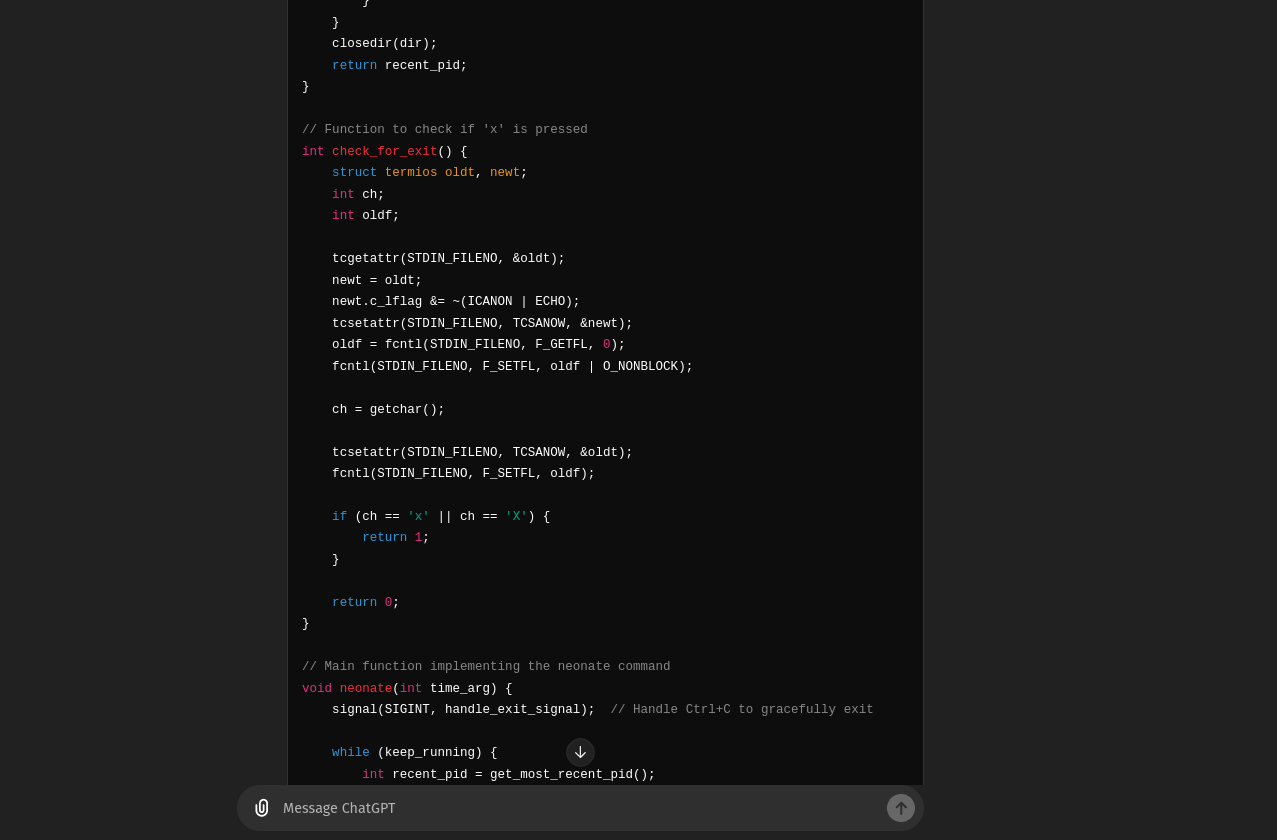 }
    }
    closedir(dir);
    return recent_pid;
}

// Function to check if 'x' is pressed
int check_for_exit() {
    struct termios oldt, newt;
    int ch;
    int oldf;

    tcgetattr(STDIN_FILENO, &oldt);
    newt = oldt;
    newt.c_lflag &= ~(ICANON | ECHO);
    tcsetattr(STDIN_FILENO, TCSANOW, &newt);
    oldf = fcntl(STDIN_FILENO, F_GETFL, 0);
    fcntl(STDIN_FILENO, F_SETFL, oldf | O_NONBLOCK);

    ch = getchar();

    tcsetattr(STDIN_FILENO, TCSANOW, &oldt);
    fcntl(STDIN_FILENO, F_SETFL, oldf);

    if (ch == 'x' || ch == 'X') {
        return 1;
    }

    return 0;
}

// Main function implementing the neonate command
void neonate(int time_arg) {
    signal(SIGINT, handle_exit_signal);  // Handle Ctrl+C to gracefully exit

    while (keep_running) {
        int recent_pid = get_most_recent_pid();
Message ChatGPT